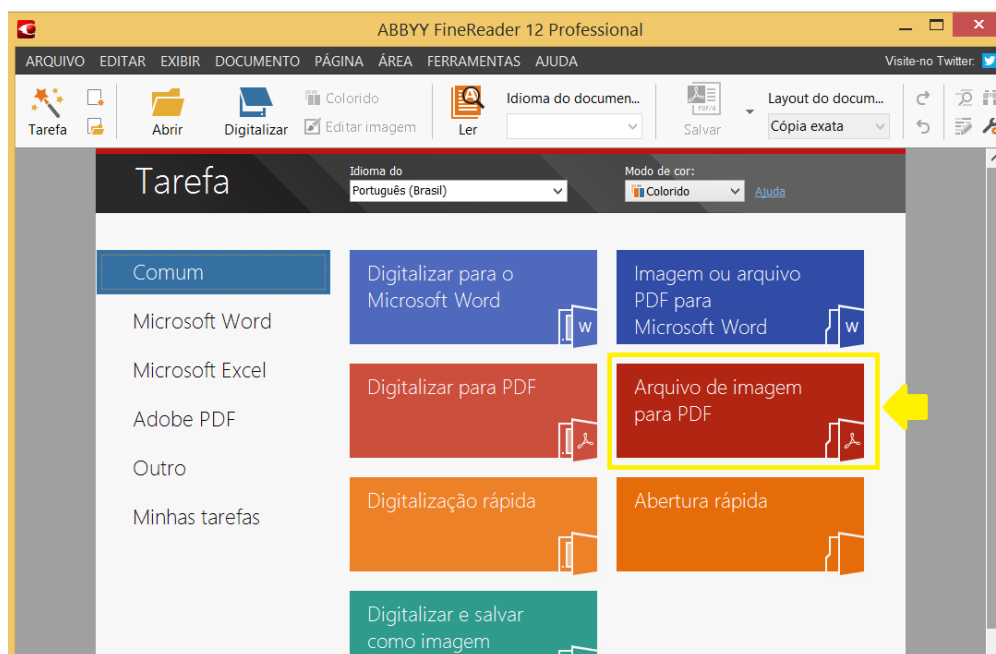 ABBYY FineReader 12 Professional
ARQUIVO EDITAR EXIBIR DOCUMENTO PÁGINA ÁREA FERRAMENTAS AJUDA
Visite-no Twitter:
Tarefa
Abrir
Digitalizar
Colorido
Editar imagem
Ler
Idioma do documen...
PDF/A
Salvar
Layout do docum...
Cópia exata
Tarefa
Idioma do
Português (Brasil)
Modo de cor:
Colorido
Ajuda
Comum
Microsoft Word
Microsoft Excel
Adobe PDF
Outro
Minhas tarefas
Digitalizar para o
Microsoft Word
W
Imagem ou arquivo
PDF para
Microsoft Word
W
Digitalizar para PDF
Arquivo de imagem
para PDF
Digitalização rápida
Abertura rápida
Digitalizar e salvar
como imagem